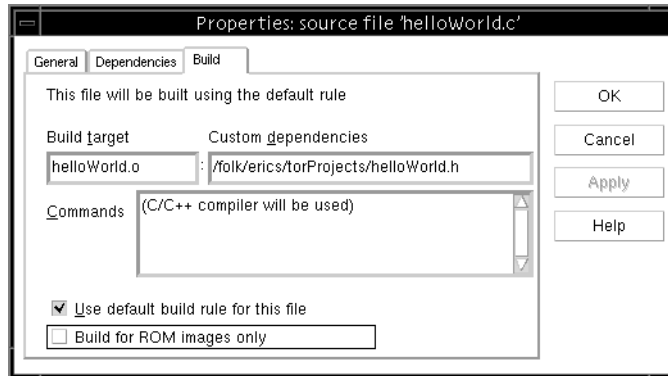 Properties: source file 'helloWorld.c'
General Dependencies Build
This file will be built using the default rule
OK
Build target Custom dependencies
Cancel
helloWorld.o : /folk/erics/torProjects/helloWorld.h
Apply
Commands (C/C++ compiler will be used)
Help
Use default build rule for this file
Build for ROM images only